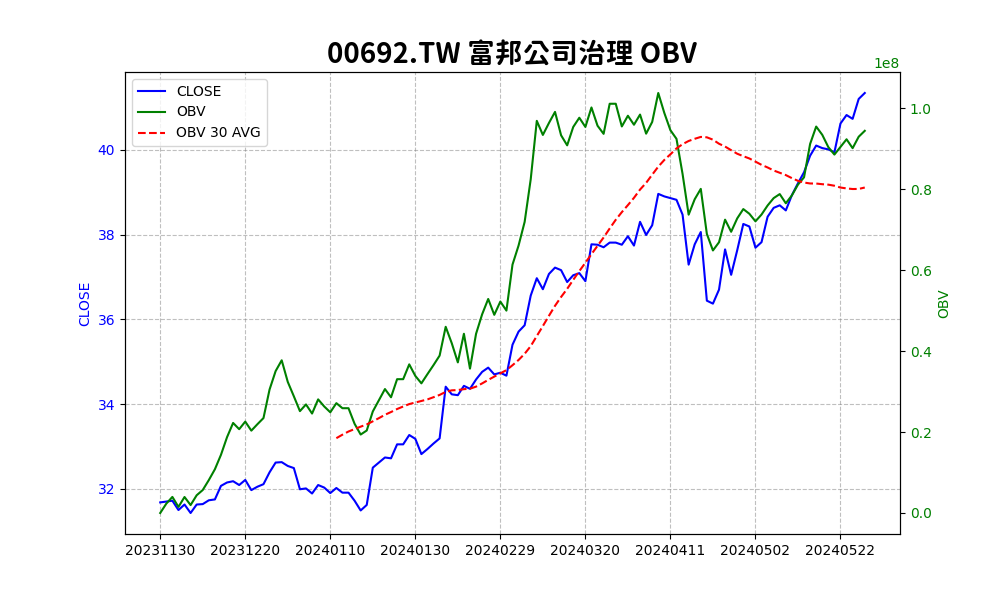 00692.TW 富邦公司治理 OBV
1e8
CLOSE
OBV
OBV 30 AVG
40
38
36
34
32
CLOSE
1.0
0.8
0.6
0.4
0.2
0.0
OBV
20231130 20231220 20240110 20240130 20240229 20240320 20240411 20240502 20240522